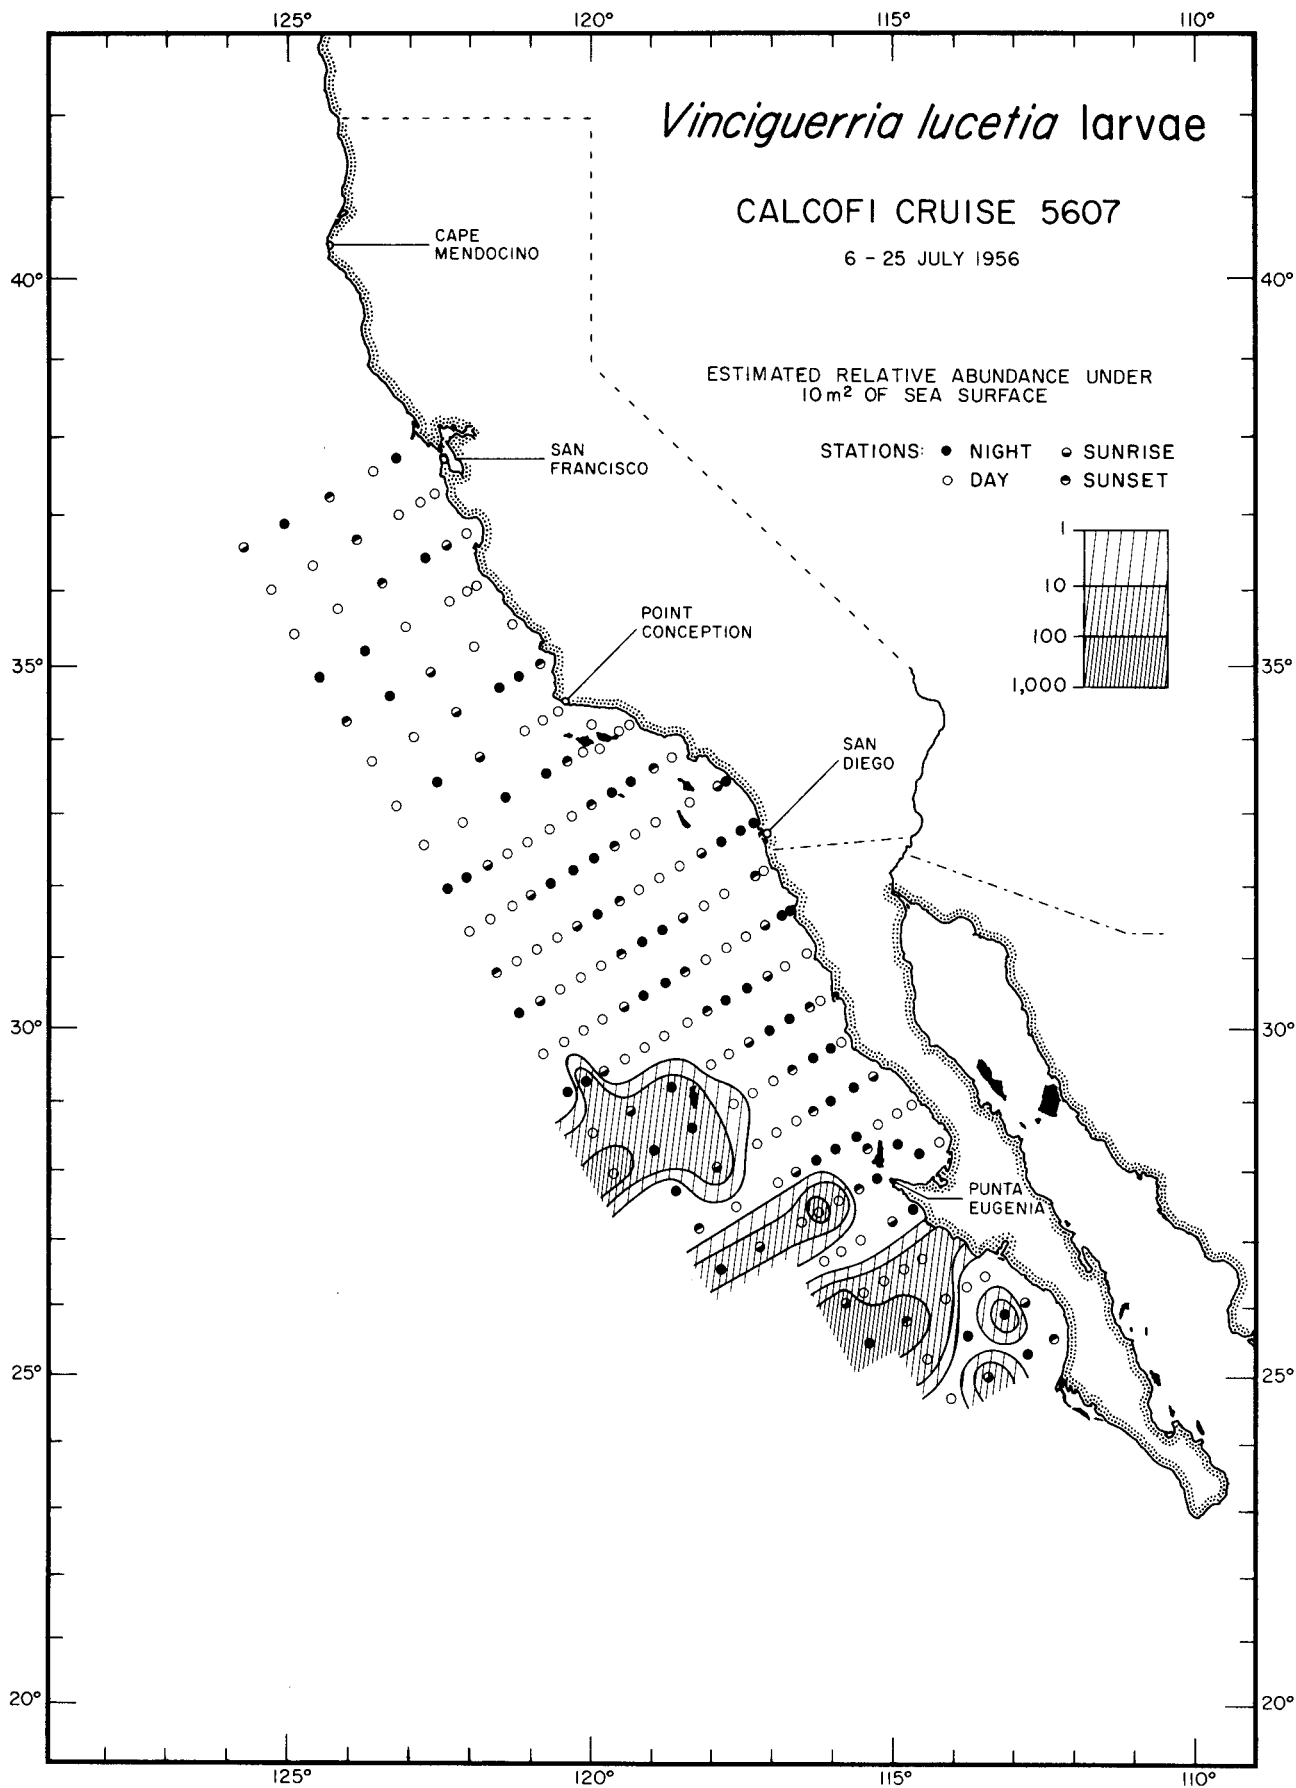 125° 120° 115° 110°
Vinciguerria lucetia larvae
CALCOFI CRUISE 5607
6 - 25 JULY 1956
CAPE
MENDOCINO
40° 40°
ESTIMATED RELATIVE ABUNDANCE UNDER
10 m² OF SEA SURFACE
STATIONS: NIGHT SUNRISE
DAY SUNSET
SAN
FRANCISCO
1
10
100
1,000
POINT
CONCEPTION
35° 35°
SAN
DIEGO
30° 30°
PUNTA
EUGENIA
25° 25°
20° 20°
125° 120° 115° 110°